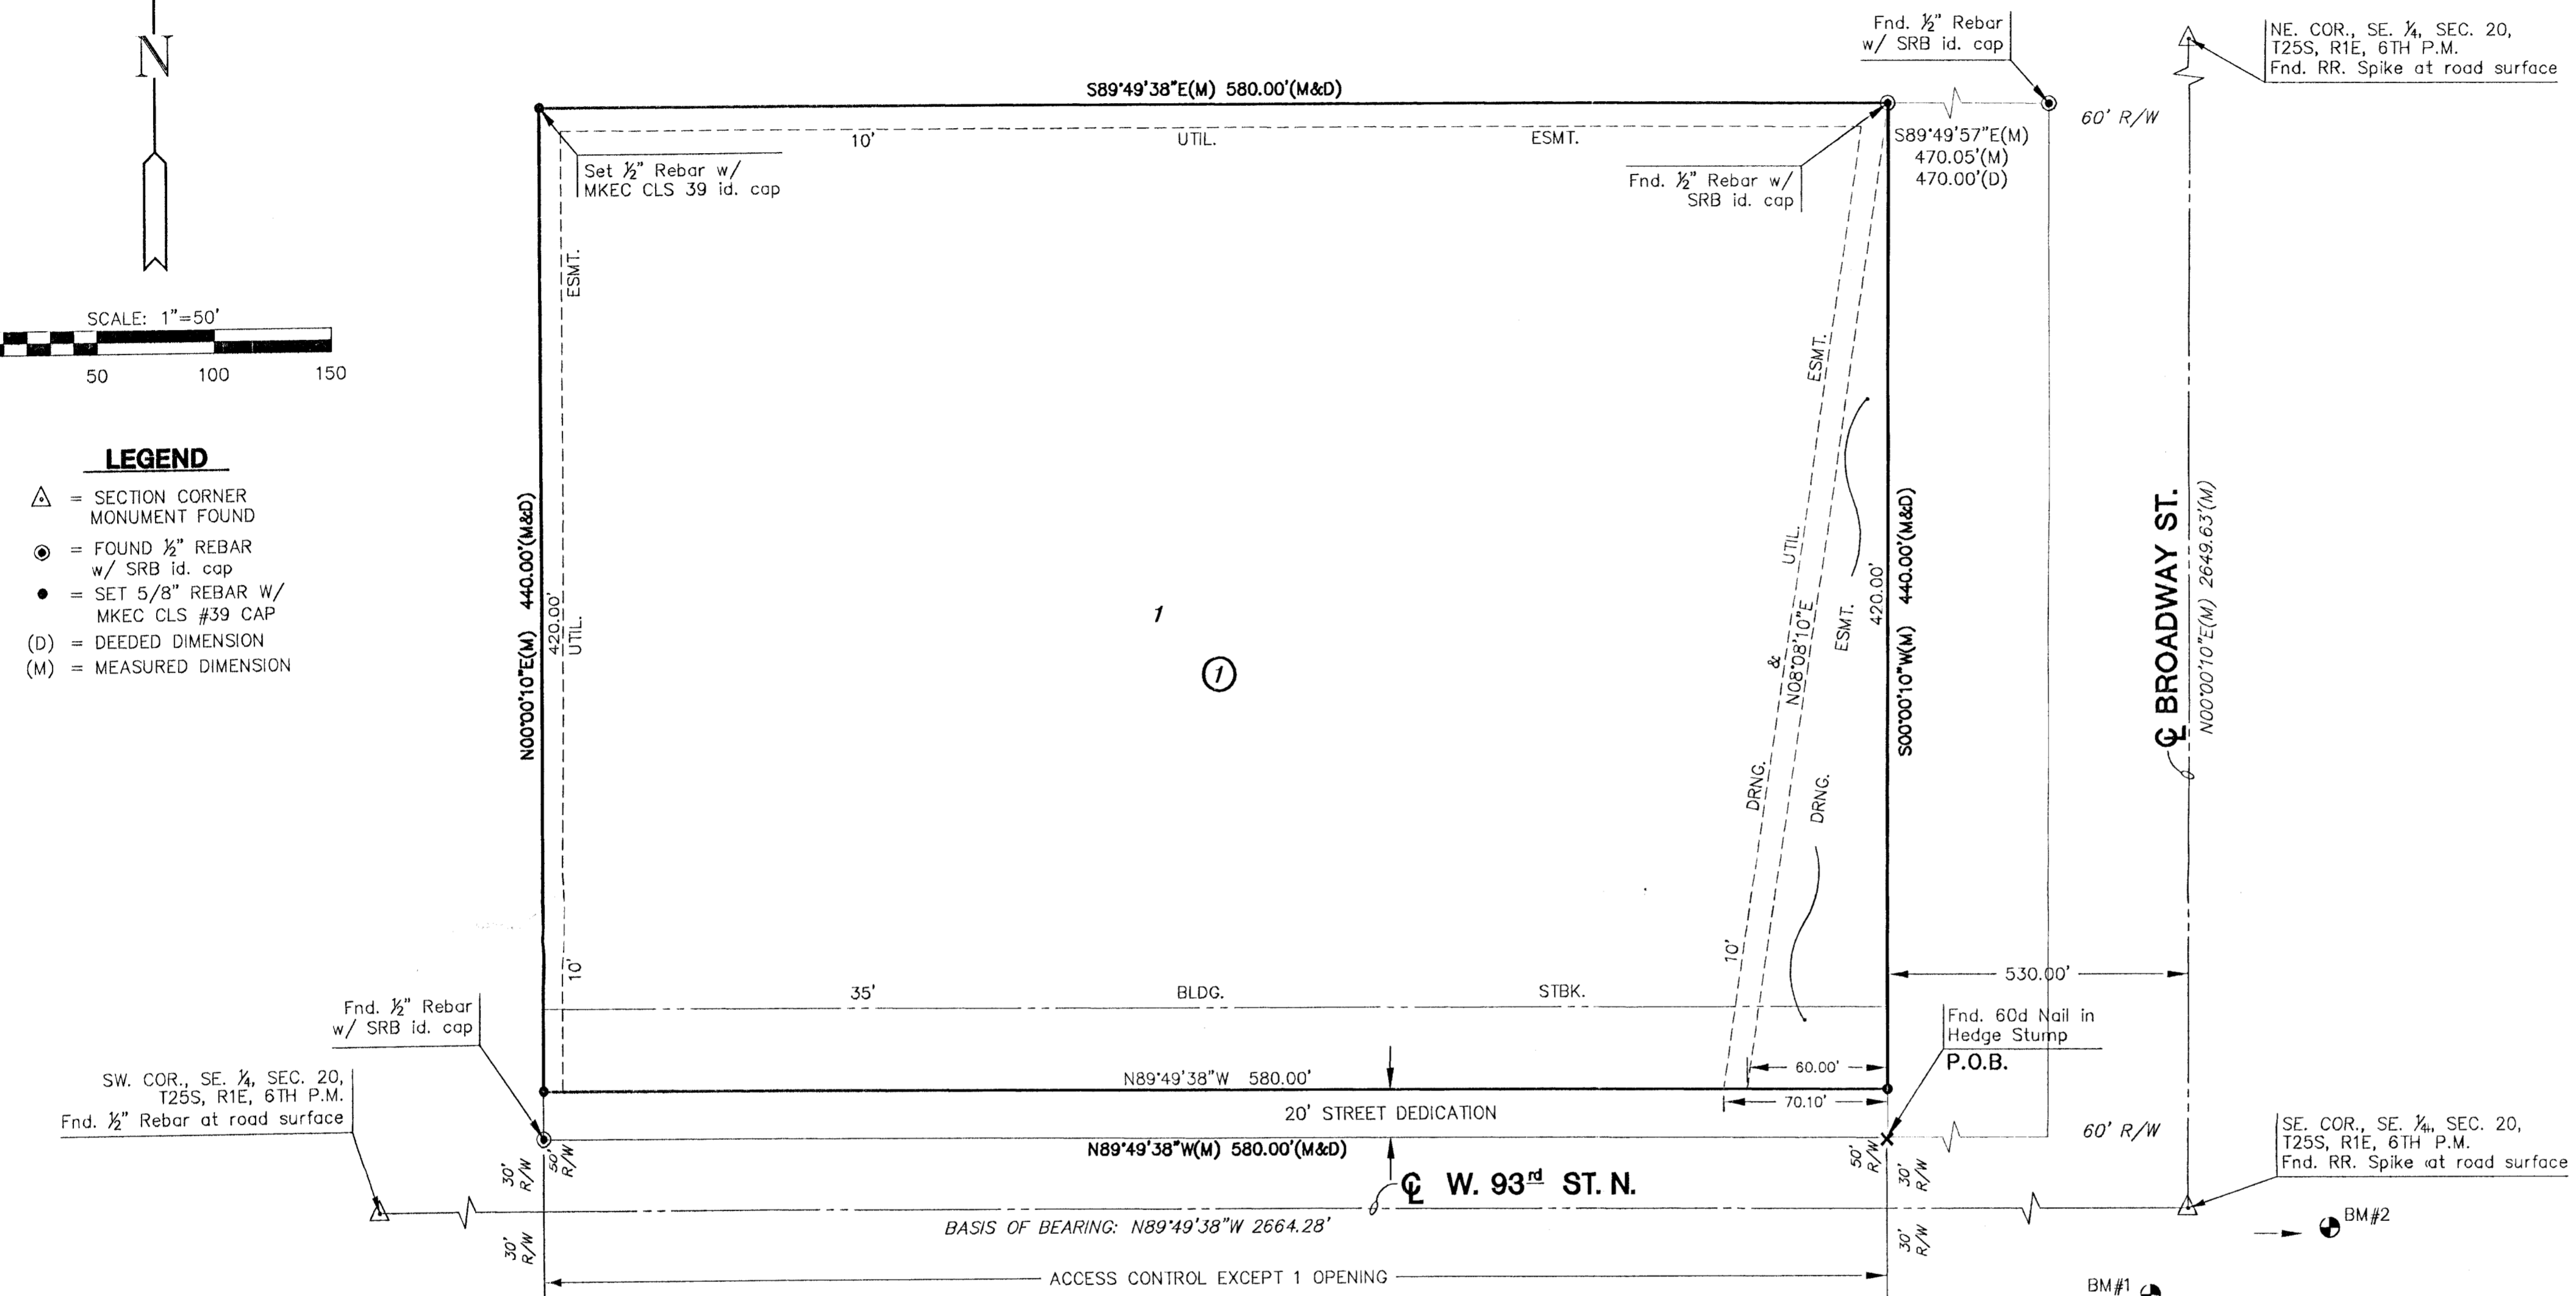 N
SCALE: 1"=50'
50 100 150
LEGEND
= SECTION CORNER
MONUMENT FOUND
= FOUND ½" REBAR
w/ SRB id. cap
= SET 5/8" REBAR W/
MKEC CLS #39 CAP
(D) = DEEDED DIMENSION
(M) = MEASURED DIMENSION
S89°49'38"E(M) 580.00'(M&D)
10' UTIL. ESMT.
Set ½" Rebar w/
MKEC CLS 39 id. cap
Fnd. ½" Rebar w/
SRB id. cap
Fnd. ½" Rebar
w/ SRB id. cap
S89°49'57"E(M)
470.05'(M)
470.00'(D)
60' R/W
NE. COR., SE. ¼, SEC. 20,
T25S, R1E, 6TH P.M.
Fnd. RR. Spike at road surface
N00°00'10"E(M) 440.00'(M&D)
420.00'
10' UTIL. ESMT.
1
1
10' DRNG. & UTIL. ESMT.
N08°08'10"E
DRNG. ESMT.
420.00'
S00°00'10"W(M) 440.00'(M&D)
℄ BROADWAY ST.
N00°00'10"E(M) 2649.63'(M)
530.00'
35' BLDG. STBK.
Fnd. ½" Rebar
w/ SRB id. cap
SW. COR., SE. ¼, SEC. 20,
T25S, R1E, 6TH P.M.
Fnd. ½" Rebar at road surface
Fnd. 60d Nail in
Hedge Stump
P.O.B.
60.00'
N89°49'38"W 580.00'
70.10'
20' STREET DEDICATION
N89°49'38"W(M) 580.00'(M&D)
30' R/W
50' R/W
50' R/W
30' R/W
60' R/W
SE. COR., SE. ¼, SEC. 20,
T25S, R1E, 6TH P.M.
Fnd. RR. Spike at road surface
℄ W. 93rd ST. N.
BASIS OF BEARING: N89°49'38"W 2664.28'
30' R/W
30' R/W
BM#2
ACCESS CONTROL EXCEPT 1 OPENING
BM#1